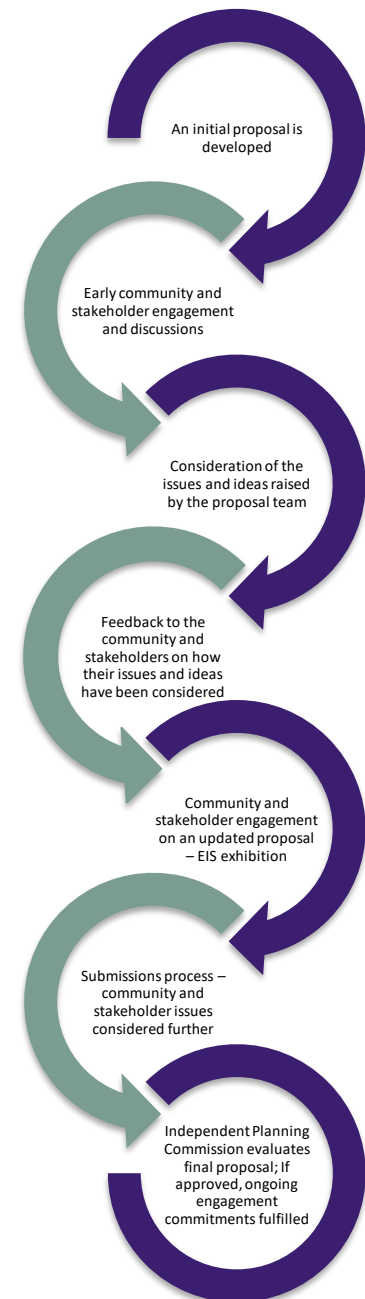 An initial proposal is
developed
Early community and
stakeholder engagement
and discussions
Consideration of the
issues and ideas raised
by the proposal team
Feedback to the
community and
stakeholders on how
their issues and ideas
have been considered
Community and
stakeholder engagement
on an updated proposal
– EIS exhibition
Submissions process –
community and
stakeholder issues
considered further
Independent Planning
Commission evaluates
final proposal; If
approved, ongoing
engagement
commitments fulfilled